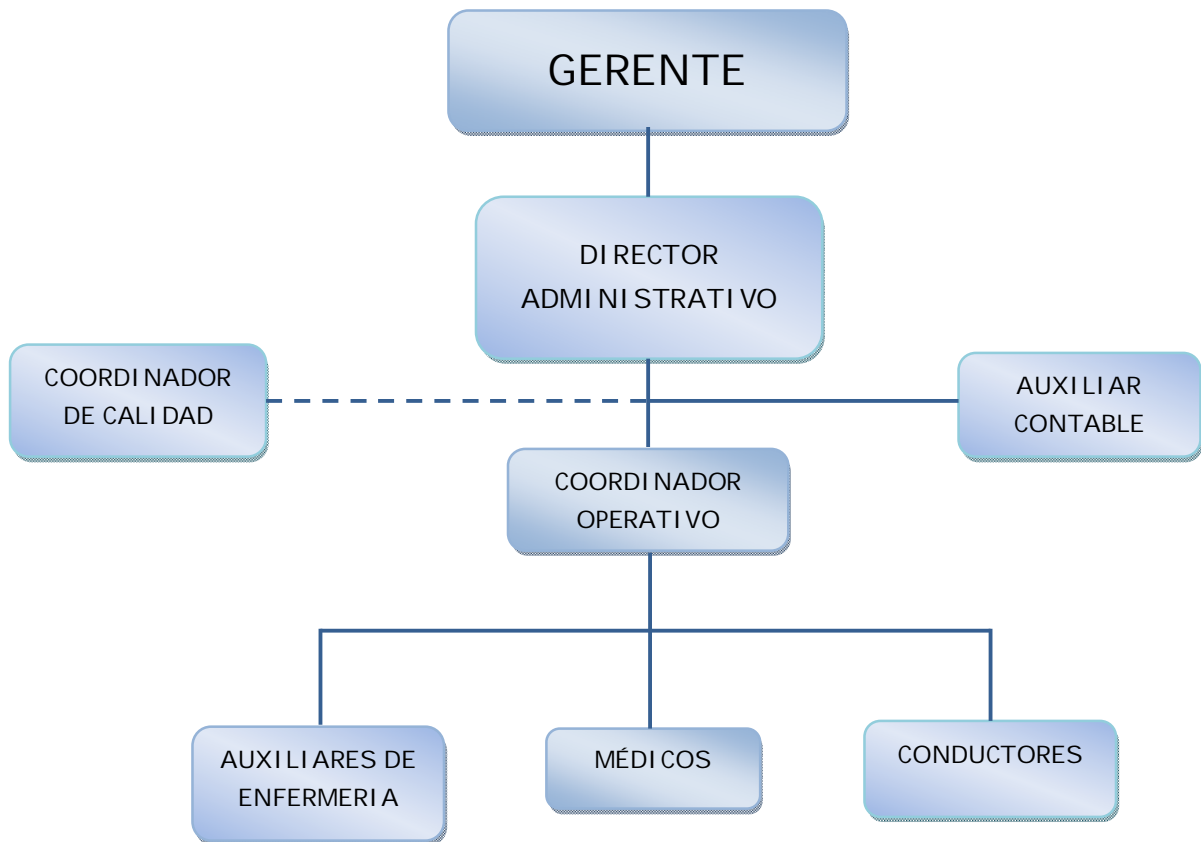 GERENTE
DIRECTOR
ADMINISTRATIVO
COORDINADOR
DE CALIDAD
AUXILIAR
CONTABLE
COORDINADOR
OPERATIVO
AUXILIARES DE
ENFERMERIA
MÉDICOS
CONDUCTORES